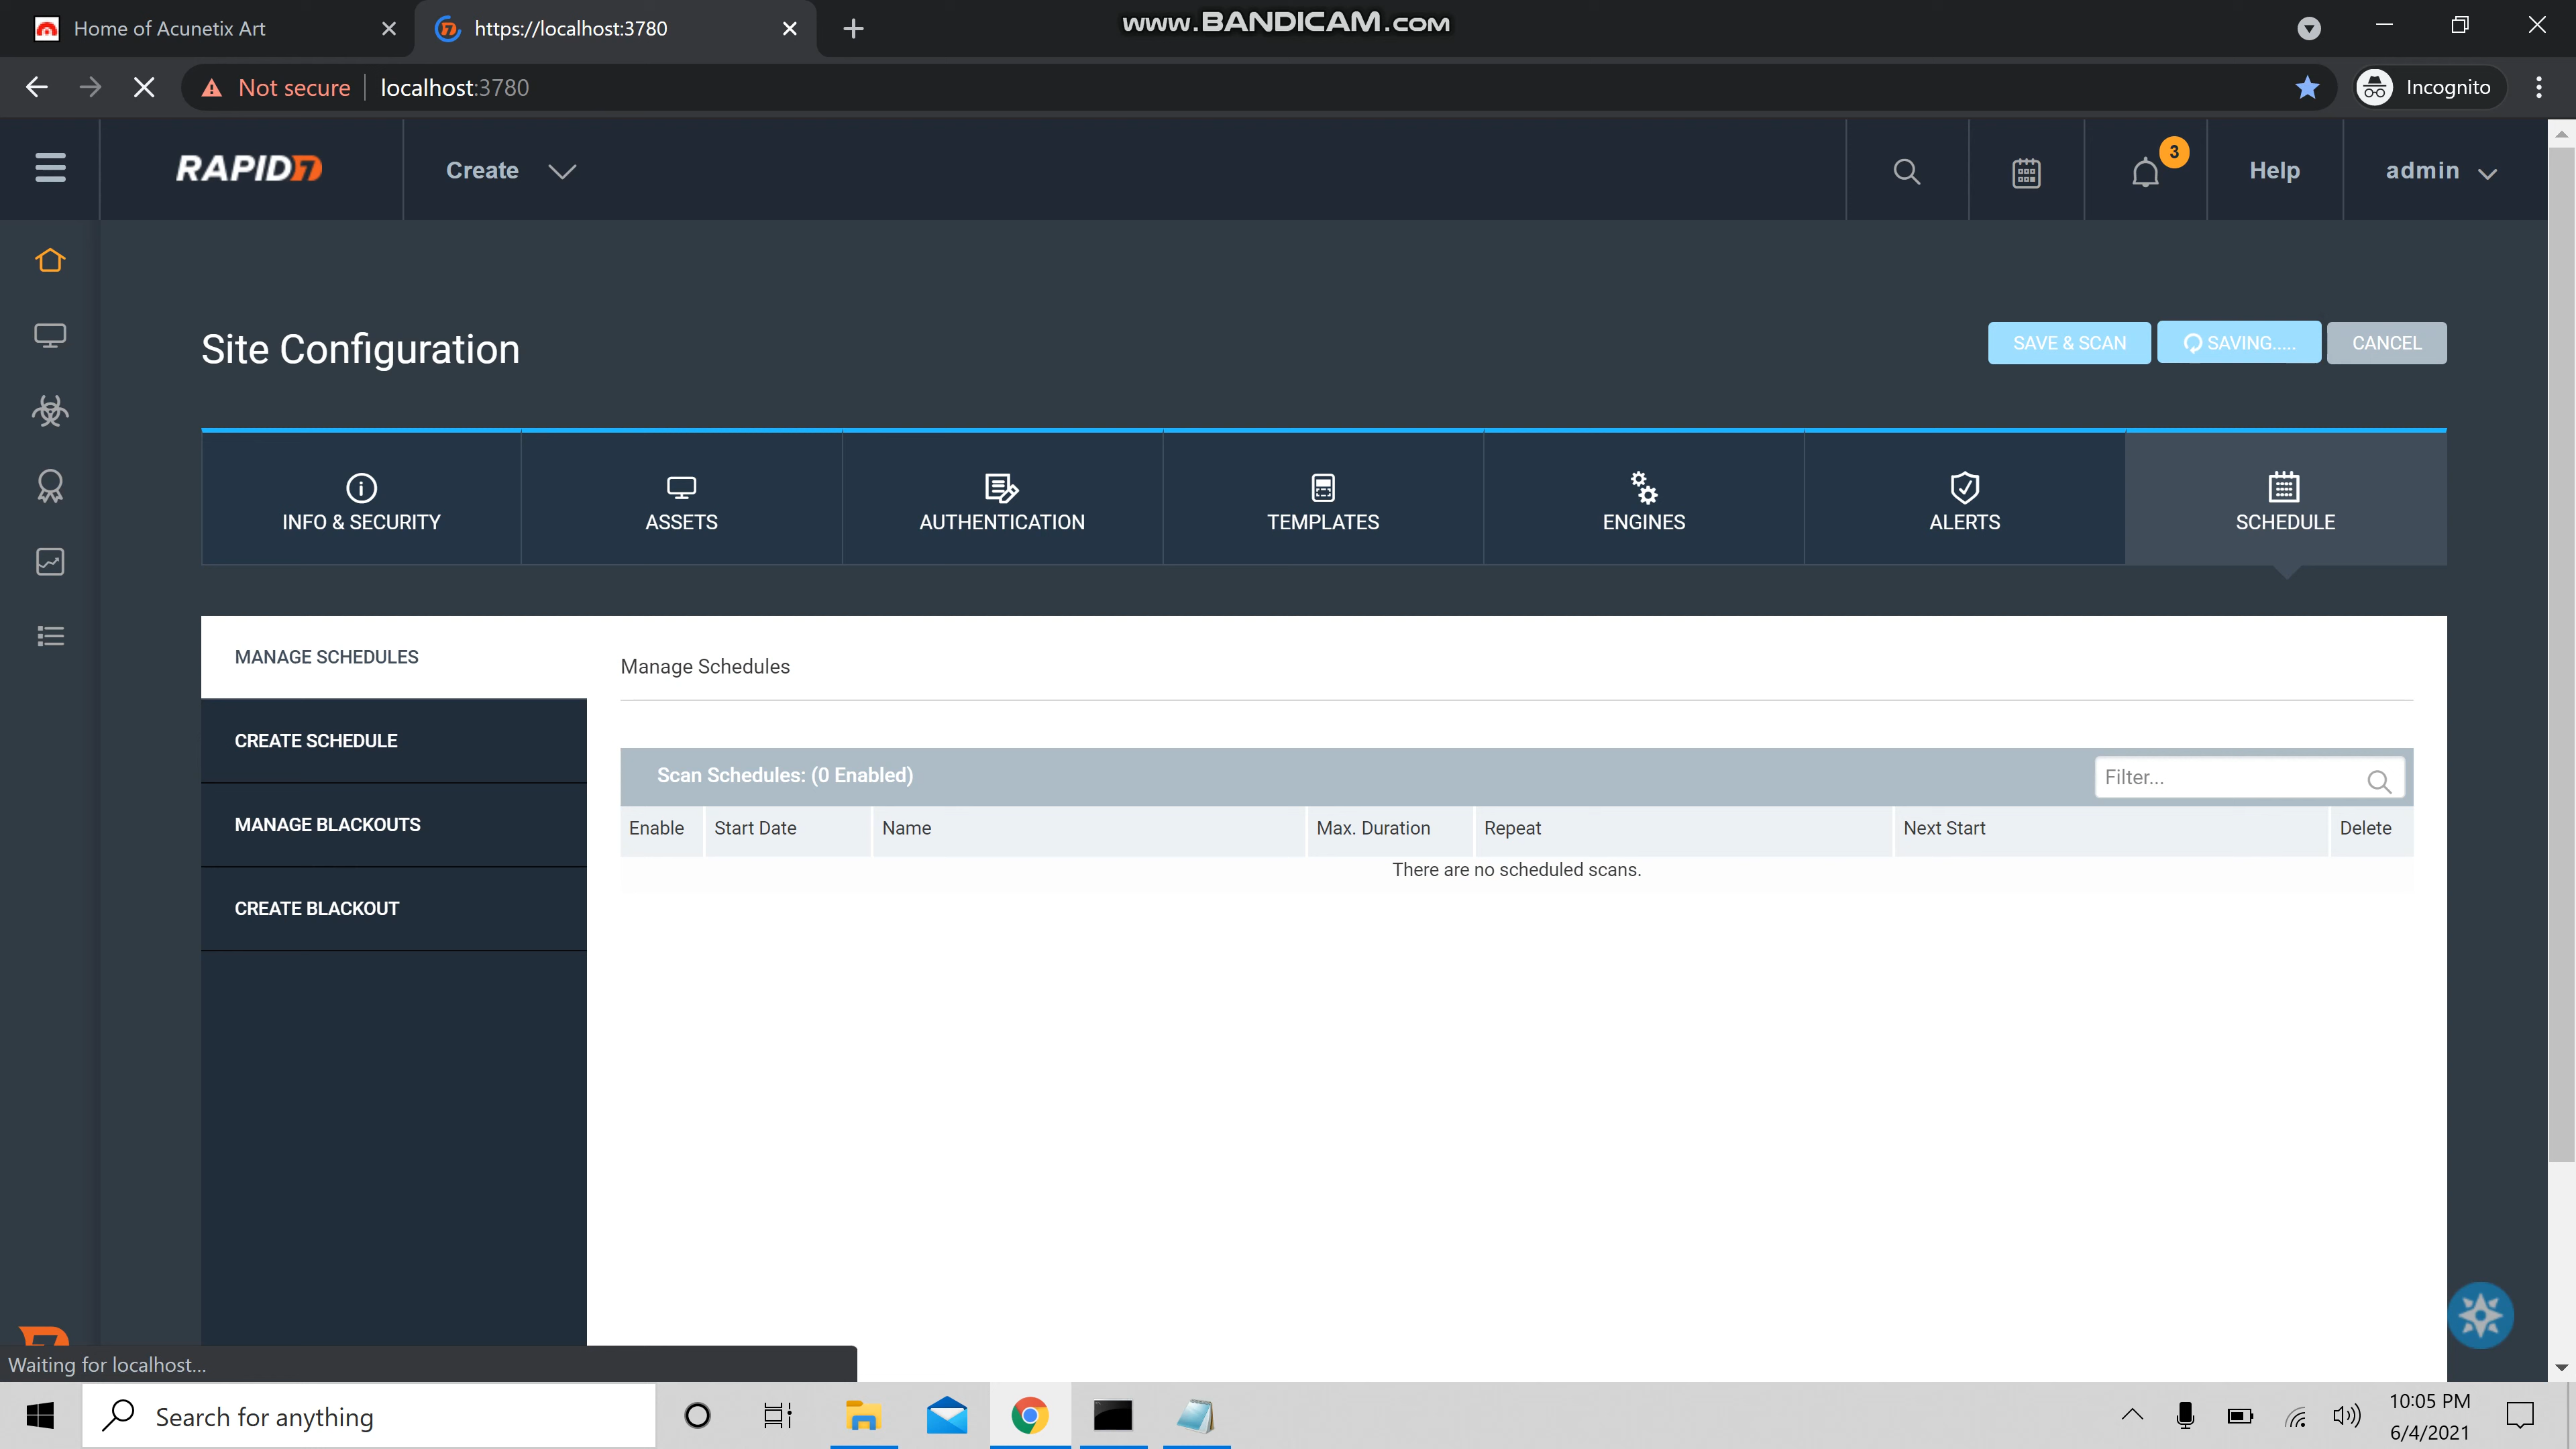 Home of Acunetix Art
https://localhost:3780
www.BANDICAM.com
Not secure
localhost:3780
Incognito
RAPID7
Create
3
Help
admin
Site Configuration
SAVE & SCAN
SAVING.....
CANCEL
INFO & SECURITY
ASSETS
AUTHENTICATION
TEMPLATES
ENGINES
ALERTS
SCHEDULE
MANAGE SCHEDULES
CREATE SCHEDULE
MANAGE BLACKOUTS
CREATE BLACKOUT
Manage Schedules
Scan Schedules: (0 Enabled)
Filter...
Enable
Start Date
Name
Max. Duration
Repeat
Next Start
Delete
There are no scheduled scans.
Waiting for localhost...
Search for anything
10:05 PM
6/4/2021